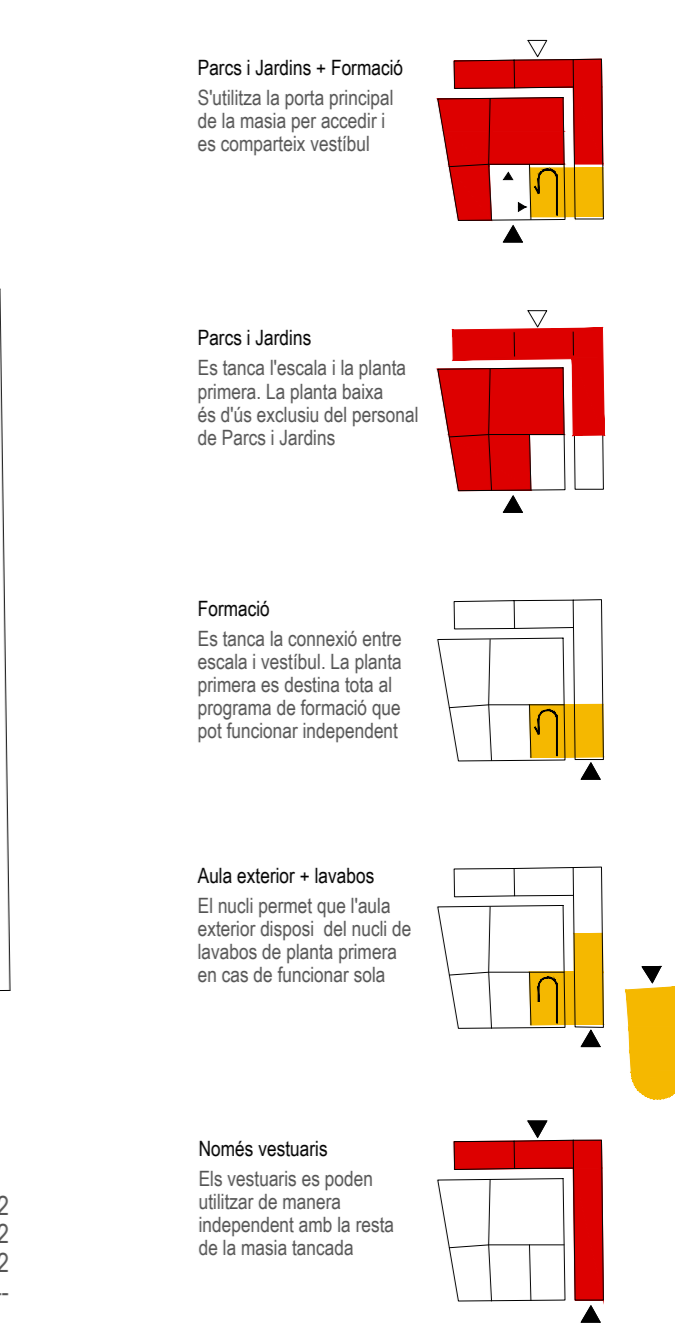 Parcs i Jardins + Formació
S'utilitza la porta principal
de la masia per accedir i
es comparteix vestíbul
Parcs i Jardins
Es tanca l'escala i la planta
primera. La planta baixa
és d'ús exclusiu del personal
de Parcs i Jardins
Formació
Es tanca la connexió entre
escala i vestíbul. La planta
primera es destina tota al
programa de formació que
pot funcionar independent
Aula exterior + lavabos
El nucli permet que l'aula
exterior disposi  del nucli de
lavabos de planta primera
en cas de funcionar sola
Només vestuaris
Els vestuaris es poden
utilitzar de manera
independent amb la resta
de la masia tancada
2
2
2
--